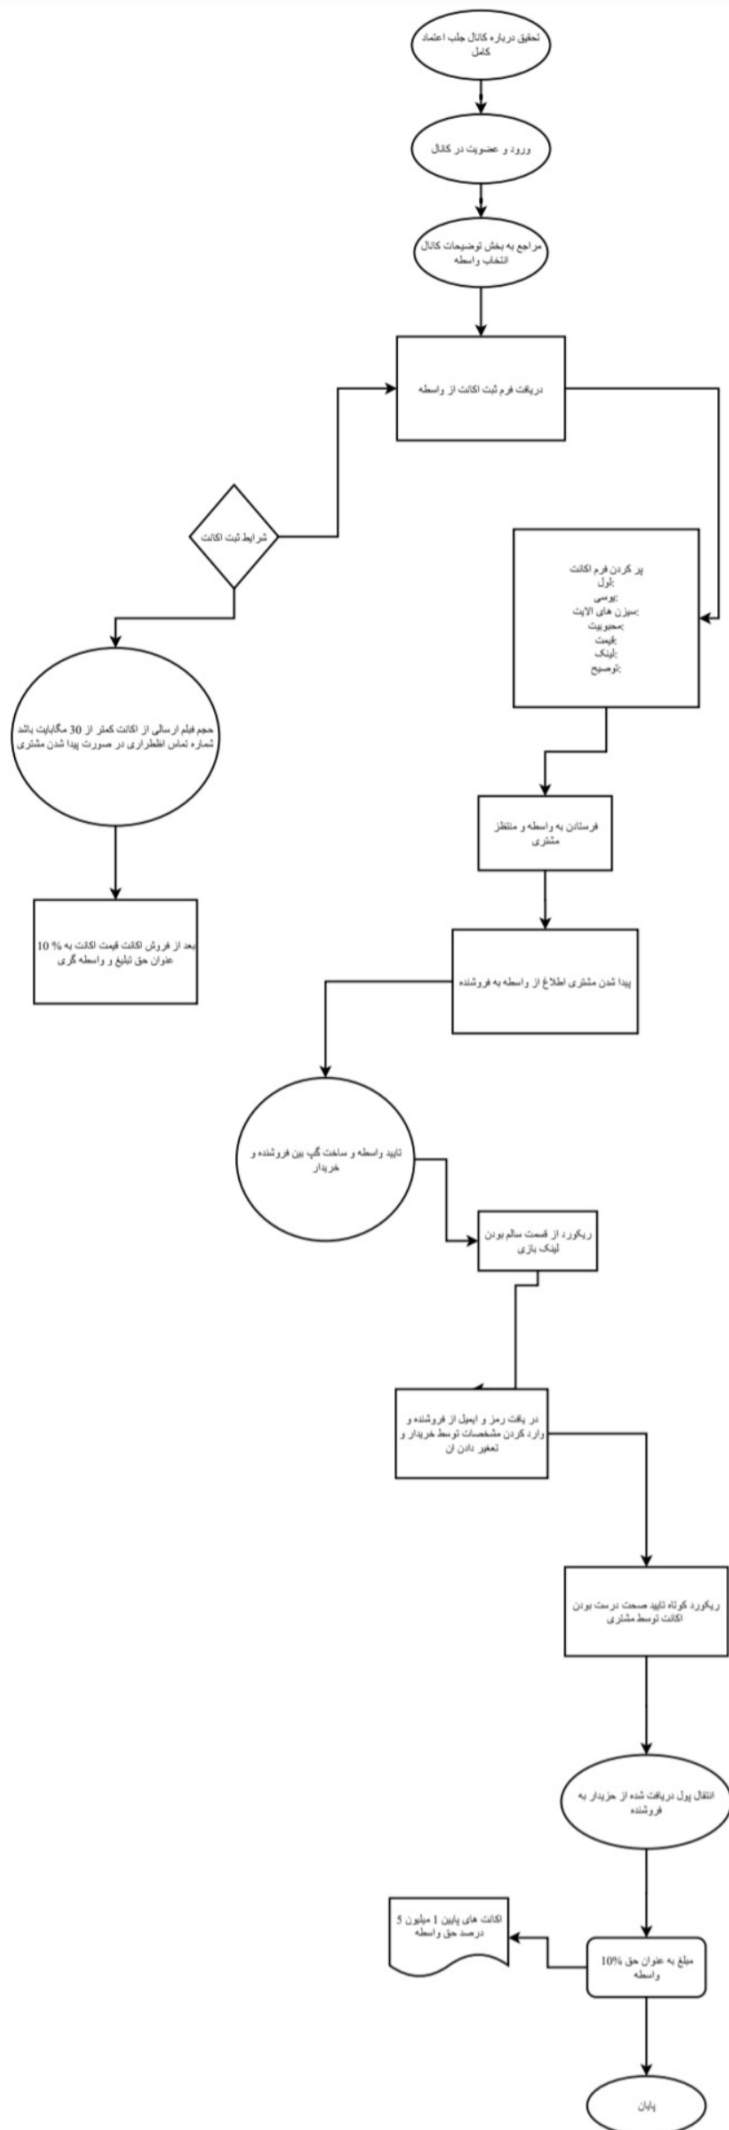 تحقیق درباره کانال جلب اعتماد
کامل
ورود و عضویت در کانال
مراجع به بخش توضیحات کانال
انتخاب واسطه
دریافت فرم ثبت اکانت از واسطه
شرایط ثبت اکانت
پر کردن فرم اکانت
لول:
یوسی:
سیزن های الایت:
محبوبیت:
قیمت:
لینک:
توصیح:
حجم فیلم ارسالی از اکانت کمتر از 30 مگابایت باشد
شماره تماس اظطراری در صورت پیدا شدن مشتری
فرستادن به واسطه و منتظر
مشتری
بعد از فروش اکانت قیمت اکانت به % 10
عنوان حق تبلیغ و واسطه گری
پیدا شدن مشتری اطلاغ از واسطه به فروشنده
تایید واسطه و ساخت گپ بین فروشنده و
خریدار
ریکورد از قسمت سالم بودن
لینک بازی
در یافت رمز و ایمیل از فروشنده و
وارد کردن مشخصات توسط خریدار و
تعغیر دادن ان
ریکورد کوتاه تایید صحت درست بودن
اکانت توسط مشتری
انتقال پول دریافت شده از خزیدار به
فروشنده
اکانت های پایین 1 میلیون 5
درصد حق واسطه
مبلغ به عنوان حق %10
واسطه
پایان